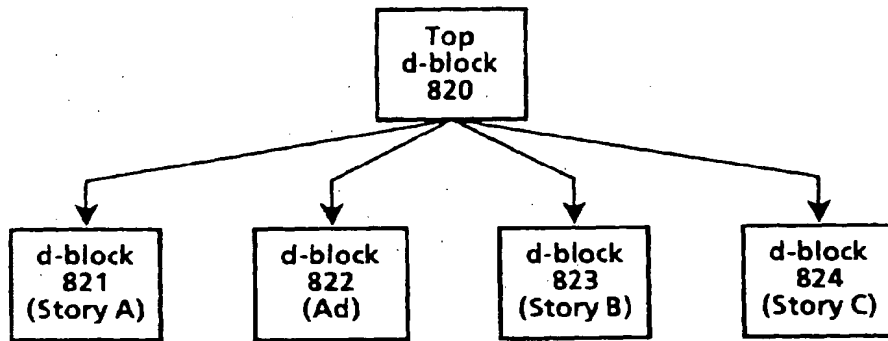 Top
d-block
820
d-block
821
(Story A)
d-block
822
(Ad)
d-block
823
(Story B)
d-block
824
(Story C)